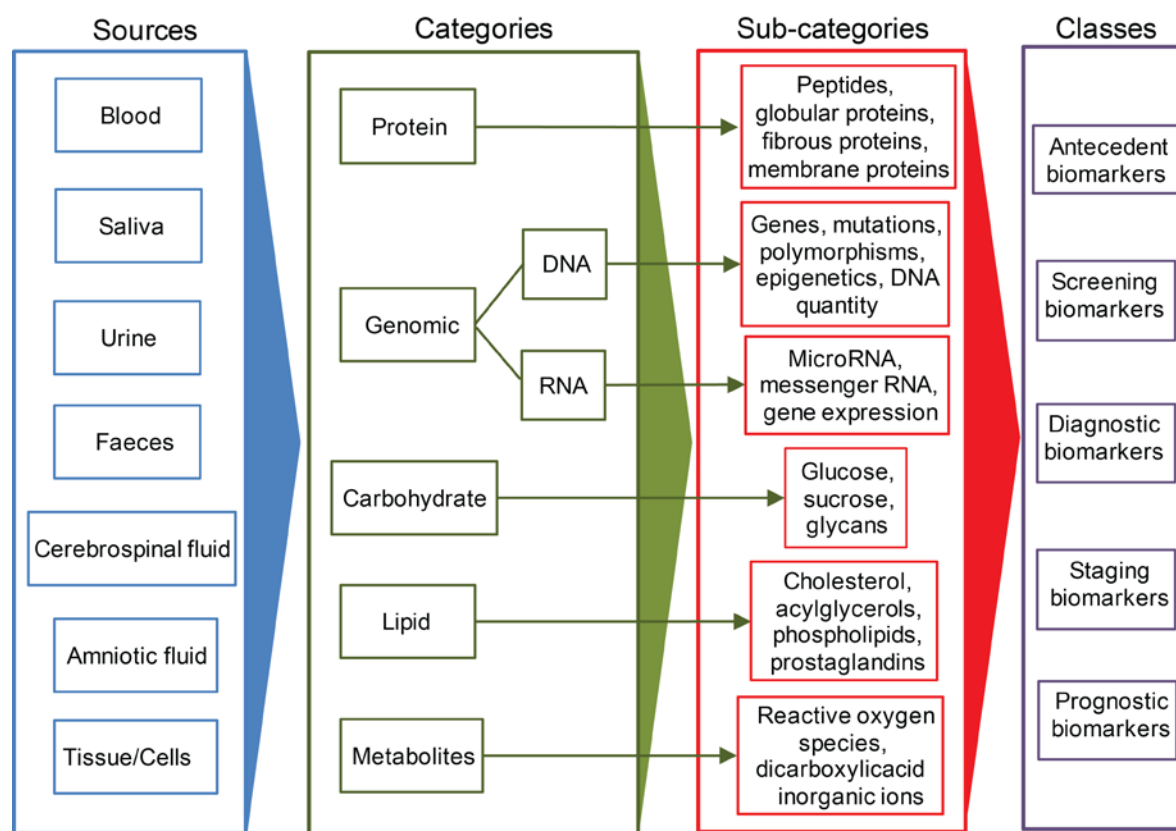 Sources
Categories
Sub-categories
Classes
Blood
Saliva
Urine
Faeces
Cerebrospinal fluid
Amniotic fluid
Tissue/Cells
Protein
Genomic
DNA
RNA
Carbohydrate
Lipid
Metabolites
Peptides,
globular proteins,
fibrous proteins,
membrane proteins
Genes, mutations,
polymorphisms,
epigenetics, DNA
quantity
MicroRNA,
messenger RNA,
gene expression
Glucose,
sucrose,
glycans
Cholesterol,
acylglycerols,
phospholipids,
prostaglandins
Reactive oxygen
species,
dicarboxylicacid
inorganic ions
Antecedent
biomarkers
Screening
biomarkers
Diagnostic
biomarkers
Staging
biomarkers
Prognostic
biomarkers